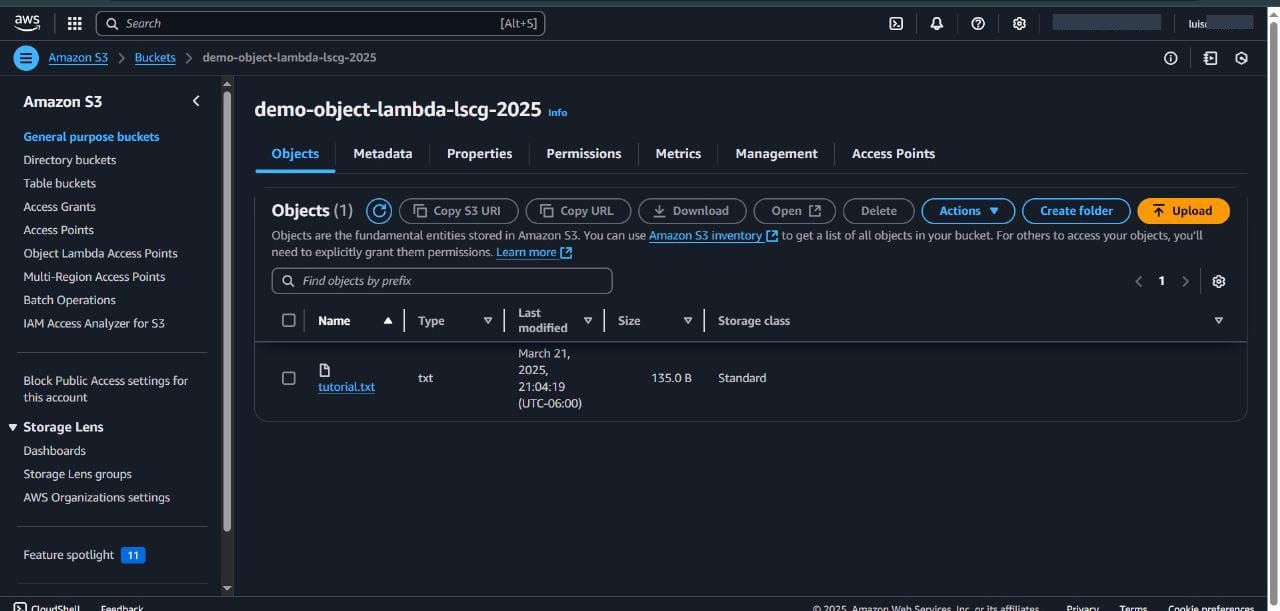 aws
Search [Alt+S]
Amazon S3 > Buckets > demo-object-lambda-lscg-2025
Amazon S3
General purpose buckets
Directory buckets
Table buckets
Access Grants
Access Points
Object Lambda Access Points
Multi-Region Access Points
Batch Operations
IAM Access Analyzer for S3
Block Public Access settings for
this account
Storage Lens
Dashboards
Storage Lens groups
AWS Organizations settings
Feature spotlight 11
demo-object-lambda-lscg-2025 Info
Objects Metadata Properties Permissions Metrics Management Access Points
Objects (1) Copy S3 URI Copy URL Download Open Delete Actions Create folder Upload
Objects are the fundamental entities stored in Amazon S3. You can use Amazon S3 inventory to get a list of all objects in your bucket. For others to access your objects, you'll
need to explicitly grant them permissions. Learn more
Find objects by prefix 1
Name Type Last modified Size Storage class
tutorial.txt txt March 21, 2025, 21:04:19 (UTC-06:00) 135.0 B Standard
CloudShell Feedback © 2025, Amazon Web Services, Inc. or its affiliates. Privacy Terms Cookie preferences